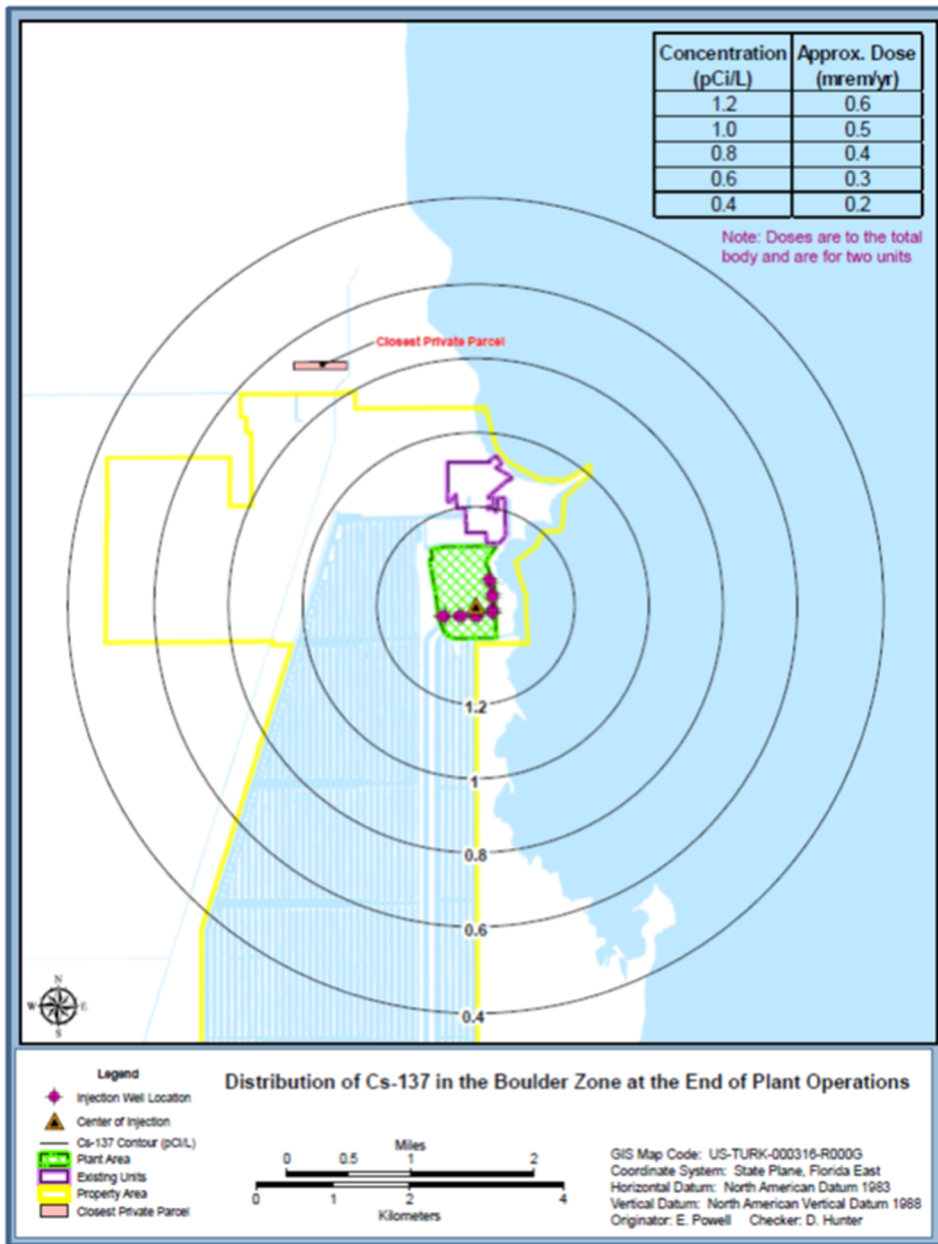 Concentration Approx. Dose
(pCi/L) (mrem/yr)
1.2 0.6
1.0 0.5
0.8 0.4
0.6 0.3
0.4 0.2
Note: Doses are to the total
body and are for two units
Closest Private Parcel
1.2
1
0.8
0.6
0.4
N
W E
S
Legend
Injection Well Location
Center of Injection
Cs-137 Contour (pCi/L)
Plant Area
Existing Units
Property Area
Closest Private Parcel
Distribution of Cs-137 in the Boulder Zone at the End of Plant Operations
Miles
0 0.5 1 2
0 1 2 4
Kilometers
GIS Map Code: US-TURK-000316-R000G
Coordinate System: State Plane, Florida East
Horizontal Datum: North American Datum 1983
Vertical Datum: North American Vertical Datum 1988
Originator: E. Powell Checker: D. Hunter